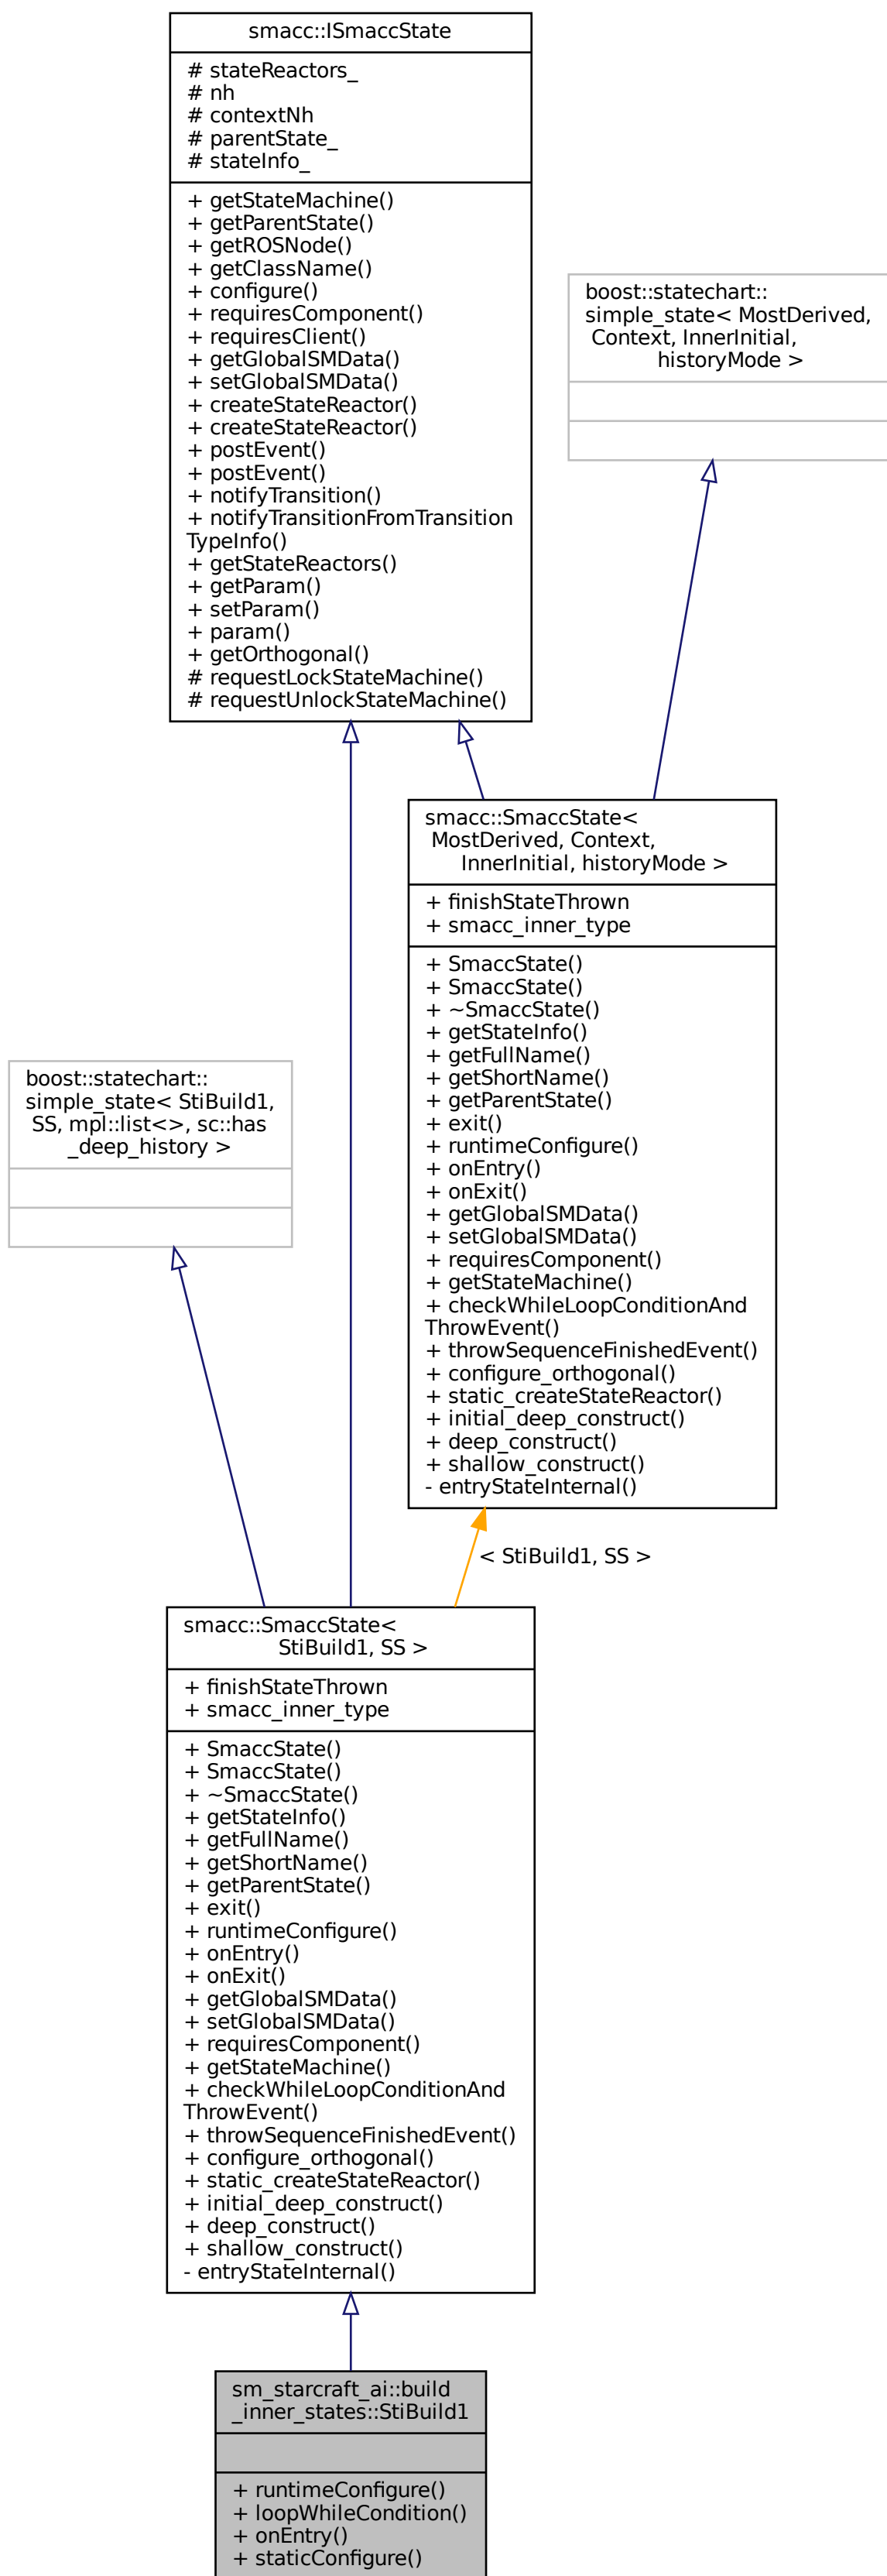 smacc::ISmaccState
# stateReactors_
# nh
# contextNh
# parentState_
# stateInfo_
+ getStateMachine()
+ getParentState()
+ getROSNode()
+ getClassName()
+ configure()
+ requiresComponent()
+ requiresClient()
+ getGlobalSMData()
+ setGlobalSMData()
+ createStateReactor()
+ createStateReactor()
+ postEvent()
+ postEvent()
+ notifyTransition()
+ notifyTransitionFromTransition
TypeInfo()
+ getStateReactors()
+ getParam()
+ setParam()
+ param()
+ getOrthogonal()
# requestLockStateMachine()
# requestUnlockStateMachine()
boost::statechart::
simple_state< MostDerived,
Context, InnerInitial,
historyMode >
smacc::SmaccState<
MostDerived, Context,
InnerInitial, historyMode >
+ finishStateThrown
+ smacc_inner_type
+ SmaccState()
+ SmaccState()
+ ~SmaccState()
+ getStateInfo()
+ getFullName()
+ getShortName()
+ getParentState()
+ exit()
+ runtimeConfigure()
+ onEntry()
+ onExit()
+ getGlobalSMData()
+ setGlobalSMData()
+ requiresComponent()
+ getStateMachine()
+ checkWhileLoopConditionAnd
ThrowEvent()
+ throwSequenceFinishedEvent()
+ configure_orthogonal()
+ static_createStateReactor()
+ initial_deep_construct()
+ deep_construct()
+ shallow_construct()
- entryStateInternal()
boost::statechart::
simple_state< StiBuild1,
SS, mpl::list<>, sc::has
_deep_history >
< StiBuild1, SS >
smacc::SmaccState<
StiBuild1, SS >
+ finishStateThrown
+ smacc_inner_type
+ SmaccState()
+ SmaccState()
+ ~SmaccState()
+ getStateInfo()
+ getFullName()
+ getShortName()
+ getParentState()
+ exit()
+ runtimeConfigure()
+ onEntry()
+ onExit()
+ getGlobalSMData()
+ setGlobalSMData()
+ requiresComponent()
+ getStateMachine()
+ checkWhileLoopConditionAnd
ThrowEvent()
+ throwSequenceFinishedEvent()
+ configure_orthogonal()
+ static_createStateReactor()
+ initial_deep_construct()
+ deep_construct()
+ shallow_construct()
- entryStateInternal()
sm_starcraft_ai::build
_inner_states::StiBuild1
+ runtimeConfigure()
+ loopWhileCondition()
+ onEntry()
+ staticConfigure()